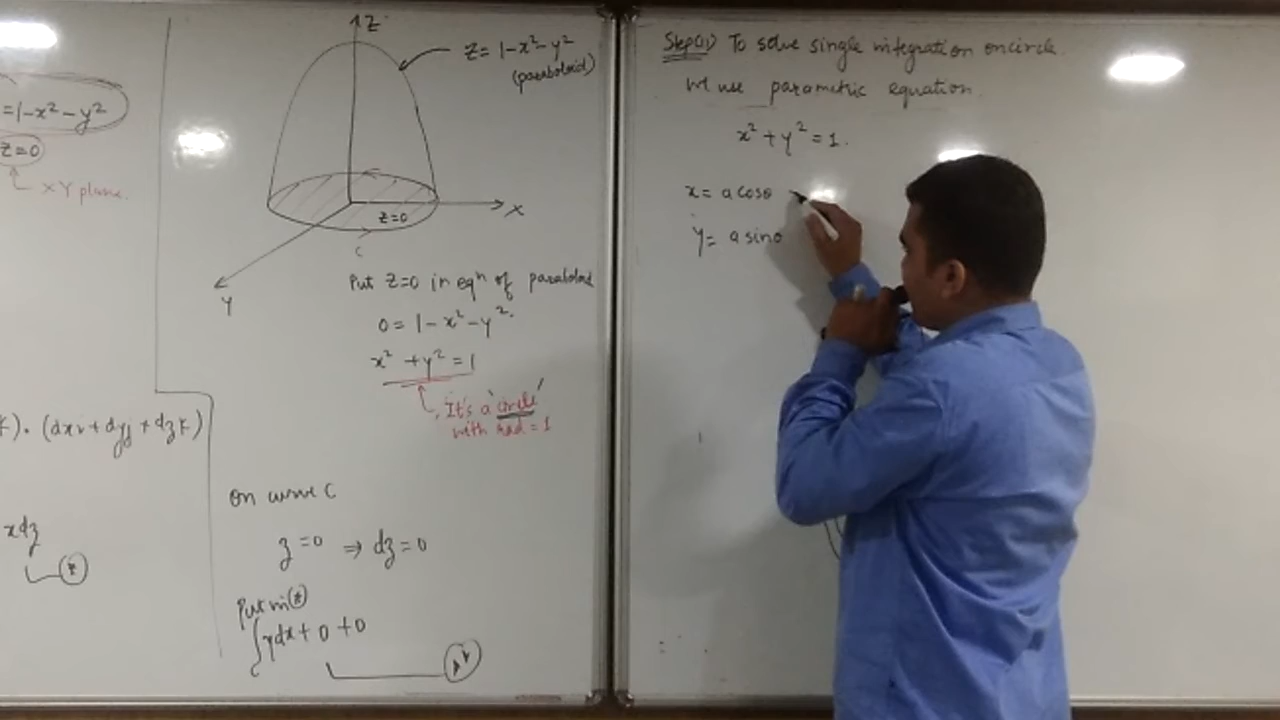 = 1-x² - y²
z=0
XY plane.
k). (dxi + dyj + dzk)
xdz
*
Z
z = 1-x²-y²
(paraboloid)
z=0
X
Y
C
Put z=0 in eqⁿ of paraboloid
0 = 1-x²-y².
x² + y² = 1
It's a 'circle'
with rad = 1
On curve C
z=0 ⇒ dz=0
Put in (*)
∫c ydx + 0 + 0
Step(ii) To solve single integration on circle.
We use parametric equation.
x² + y² = 1.
x = a cosθ
y = a sinθ